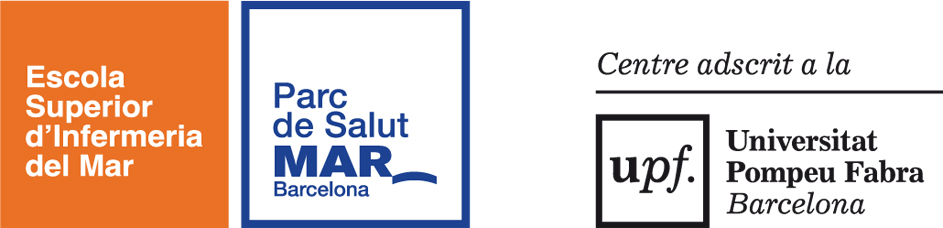 Escola
Superior
d'Infermeria
del Mar
Parc
de Salut
MAR
Barcelona
Centre adscrit a la
upf.
Universitat
Pompeu Fabra
Barcelona